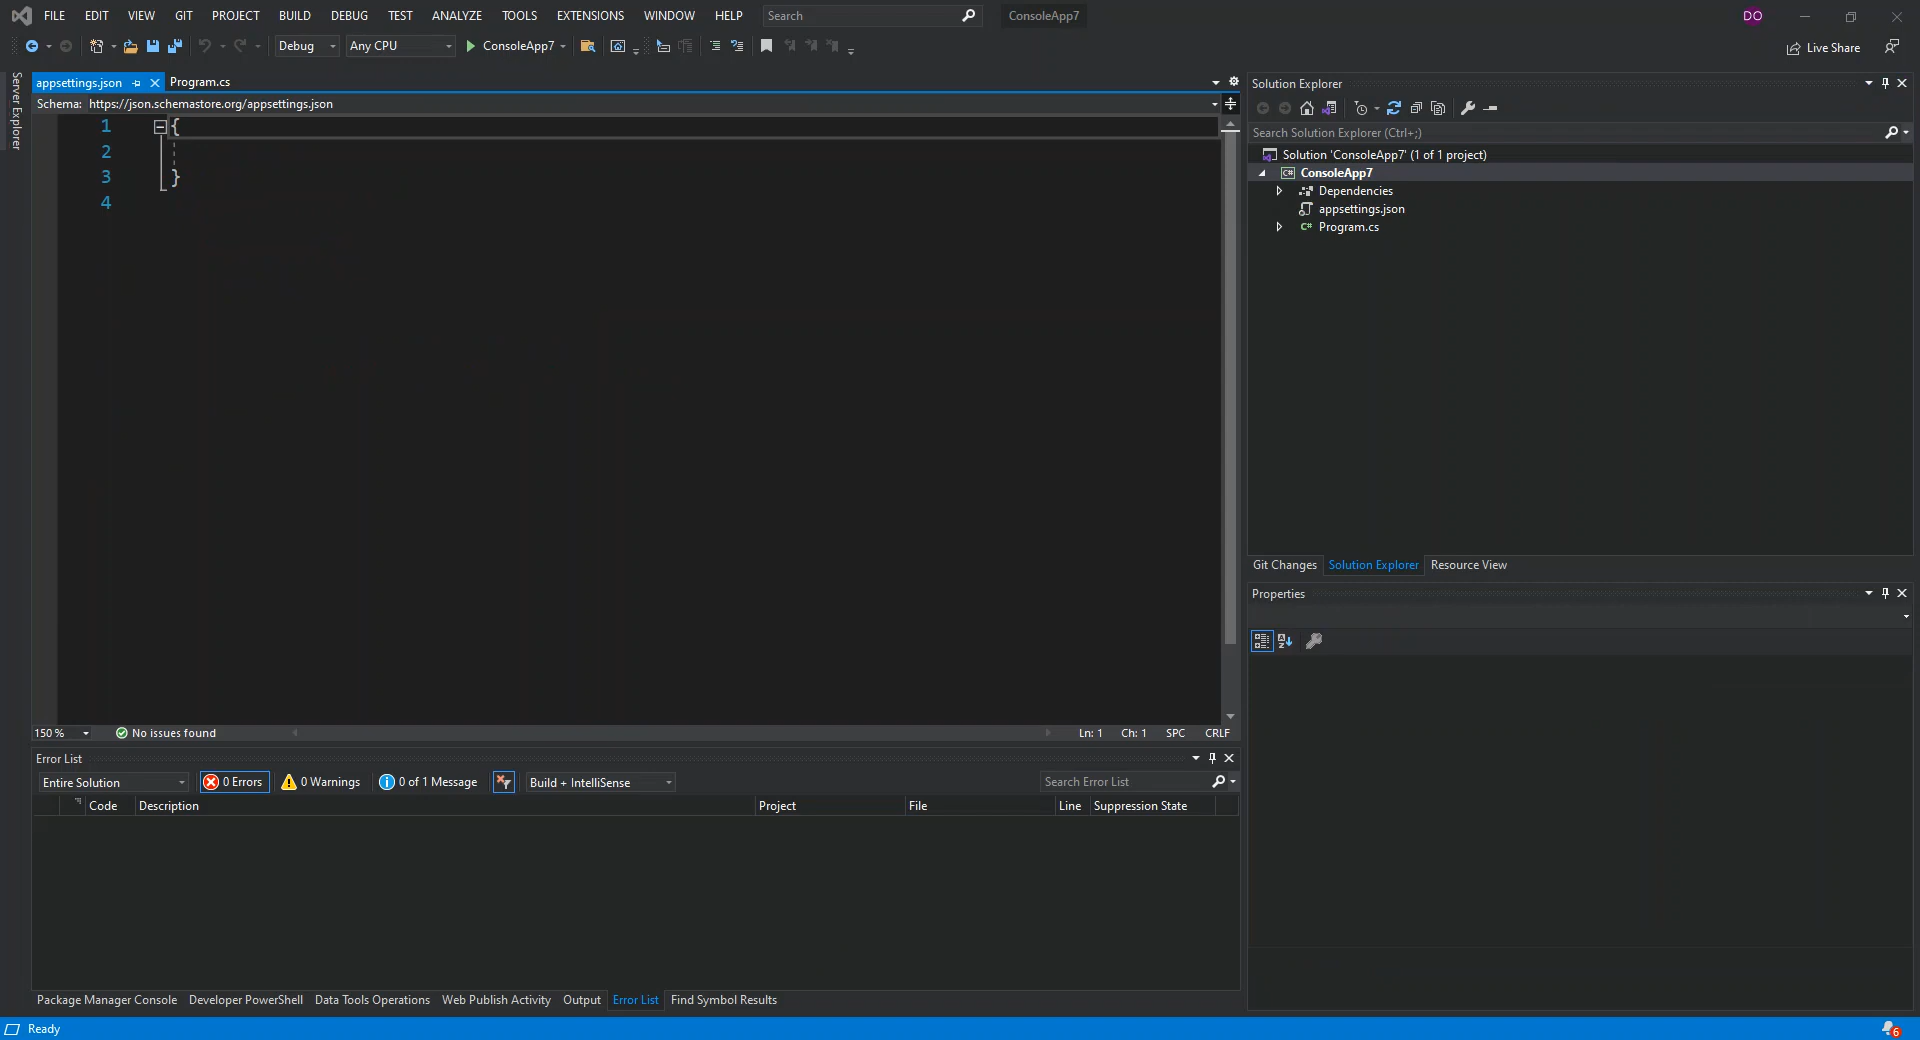 FILE EDIT VIEW GIT PROJECT BUILD DEBUG TEST ANALYZE TOOLS EXTENSIONS WINDOW HELP Search ConsoleApp7 DO
Debug Any CPU ConsoleApp7 Live Share
Server Explorer
appsettings.json Program.cs
Schema: https://json.schemastore.org/appsettings.json
1 {
2
3 }
4
150 % No issues found Ln: 1 Ch: 1 SPC CRLF
Error List
Entire Solution 0 Errors 0 Warnings 0 of 1 Message Build + IntelliSense Search Error List
Code Description Project File Line Suppression State
Package Manager Console Developer PowerShell Data Tools Operations Web Publish Activity Output Error List Find Symbol Results
Solution Explorer
Search Solution Explorer (Ctrl+;)
Solution 'ConsoleApp7' (1 of 1 project)
C# ConsoleApp7
Dependencies
appsettings.json
C# Program.cs
Git Changes Solution Explorer Resource View
Properties
Ready 6